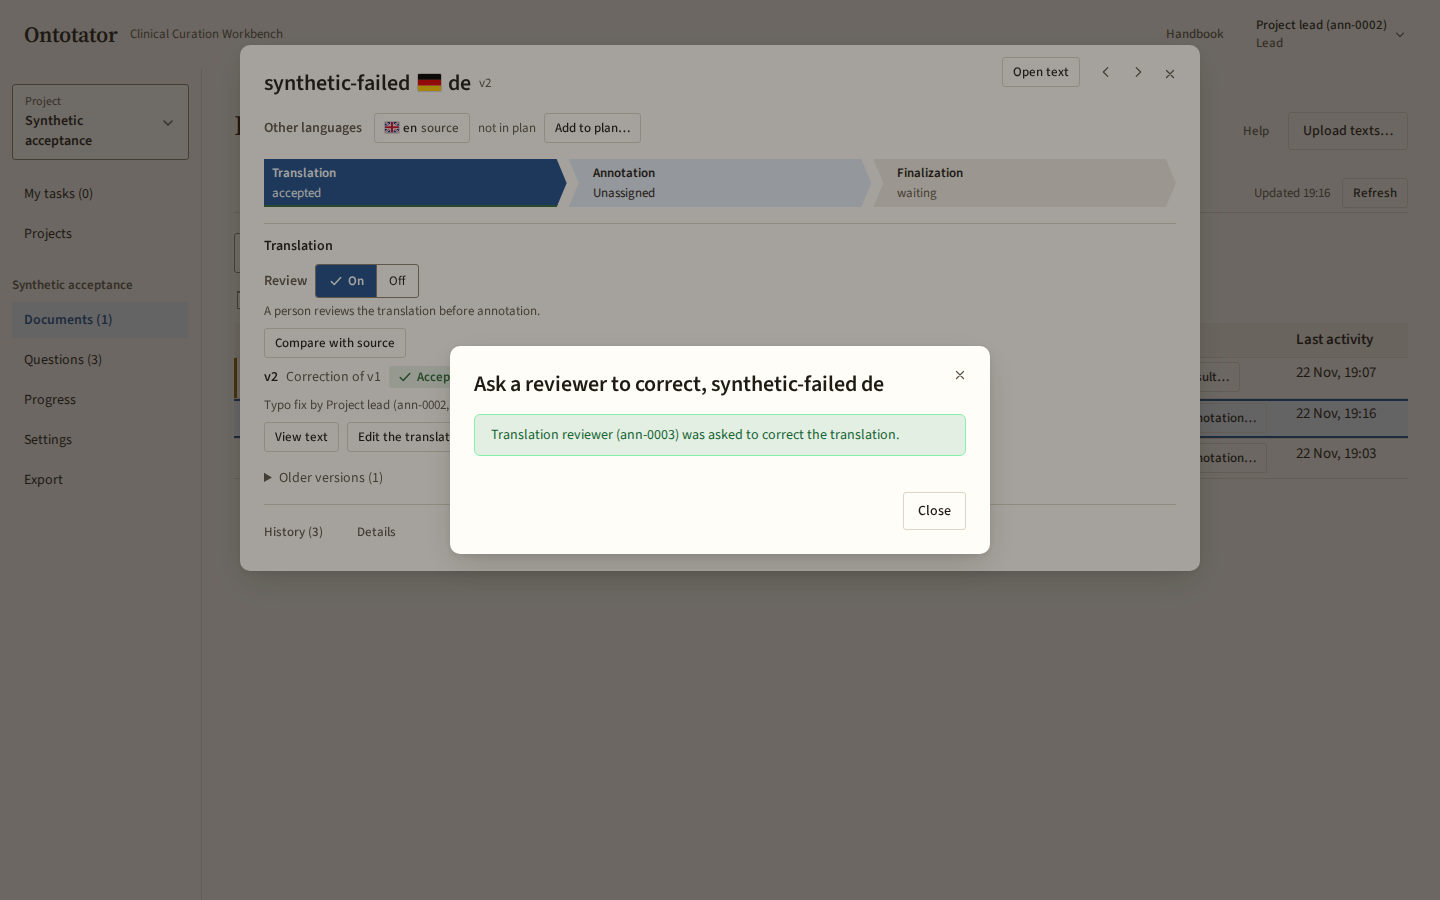 Ontotator Clinical Curation Workbench
Handbook
Project lead (ann-0002)
Lead
Project
Synthetic
acceptance
My tasks (0)
Projects
Synthetic acceptance
Documents (1)
Questions (3)
Progress
Settings
Export
Help
Upload texts…
Updated 19:16
Refresh
Last activity
22 Nov, 19:07
22 Nov, 19:16
22 Nov, 19:03
synthetic-failed de v2
Open text
Other languages
en source
not in plan
Add to plan…
Translation
accepted
Annotation
Unassigned
Finalization
waiting
Translation
Review
On
Off
A person reviews the translation before annotation.
Compare with source
v2 Correction of v1
Typo fix by Project lead (ann-0002,
View text
Edit the
Older versions (1)
History (3)
Details
Ask a reviewer to correct, synthetic-failed de
Translation reviewer (ann-0003) was asked to correct the translation.
Close